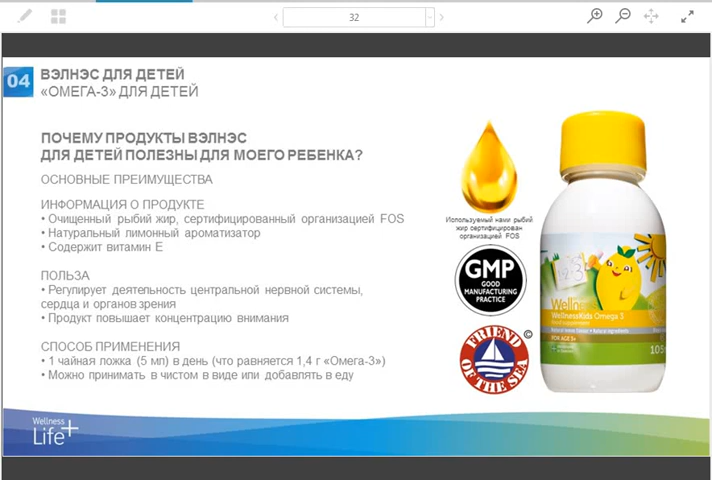 32
04
ВЭЛНЭС ДЛЯ ДЕТЕЙ
«ОМЕГА-3» ДЛЯ ДЕТЕЙ
ПОЧЕМУ ПРОДУКТЫ ВЭЛНЭС
ДЛЯ ДЕТЕЙ ПОЛЕЗНЫ ДЛЯ МОЕГО РЕБЕНКА?
ОСНОВНЫЕ ПРЕИМУЩЕСТВА
ИНФОРМАЦИЯ О ПРОДУКТЕ
• Очищенный рыбий жир, сертифицированный организацией FOS
• Натуральный лимонный ароматизатор
• Содержит витамин Е
ПОЛЬЗА
• Регулирует деятельность центральной нервной системы,
сердца и органов зрения
• Продукт повышает концентрацию внимания
СПОСОБ ПРИМЕНЕНИЯ
• 1 чайная ложка (5 мл) в день (что равняется 1,4 г «Омега-3»)
• Можно принимать в чистом в виде или добавлять в еду
Используемый нами рыбий
жир сертифицирован
организацией FOS
GMP
GOOD
MANUFACTURING
PRACTICE
©
FRIEND
OF THE SEA
Wellness
WellnessKids Omega 3
FOR AGE 3+
105
Wellness
Life+